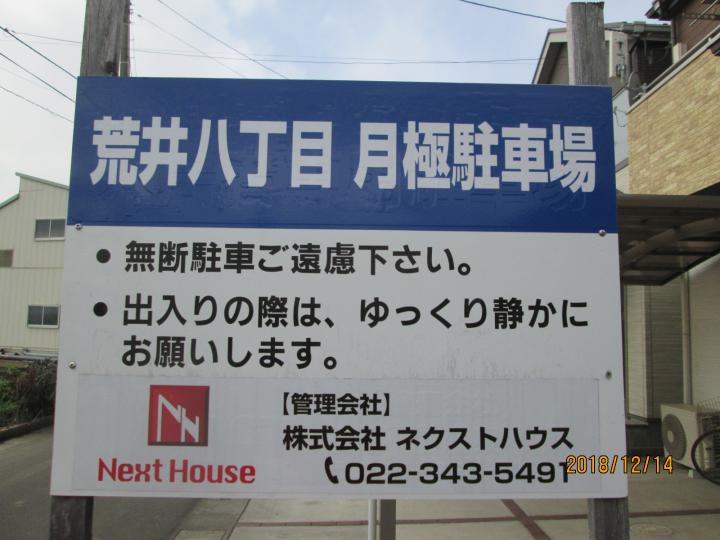 荒井八丁目 月極駐車場
• 無断駐車ご遠慮下さい。
• 出入りの際は、ゆっくり静かに
お願いします。
NN
Next House
【管理会社】
株式会社 ネクストハウス
022-343-5491
2018/12/14